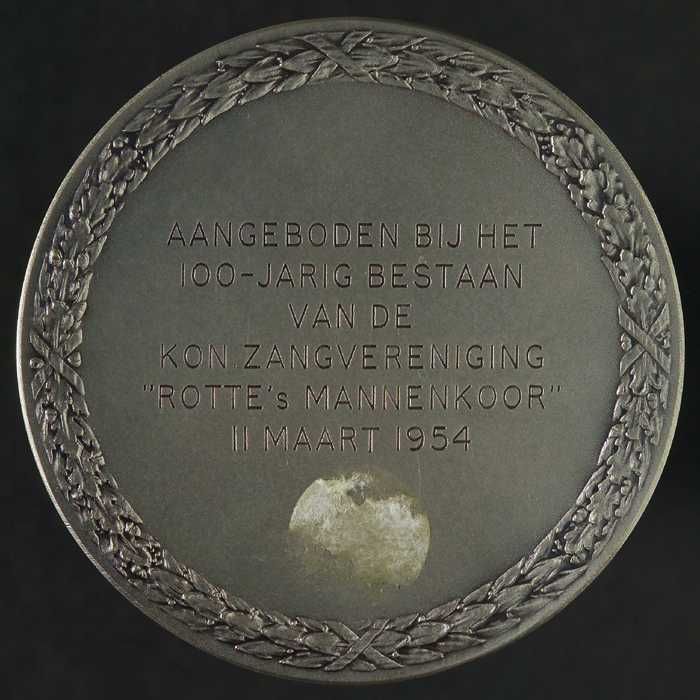 AANGEBODEN BIJ HET
100-JARIG BESTAAN
VAN DE
KON. ZANGVERENIGING
"ROTTE's MANNENKOOR"
11 MAART 1954